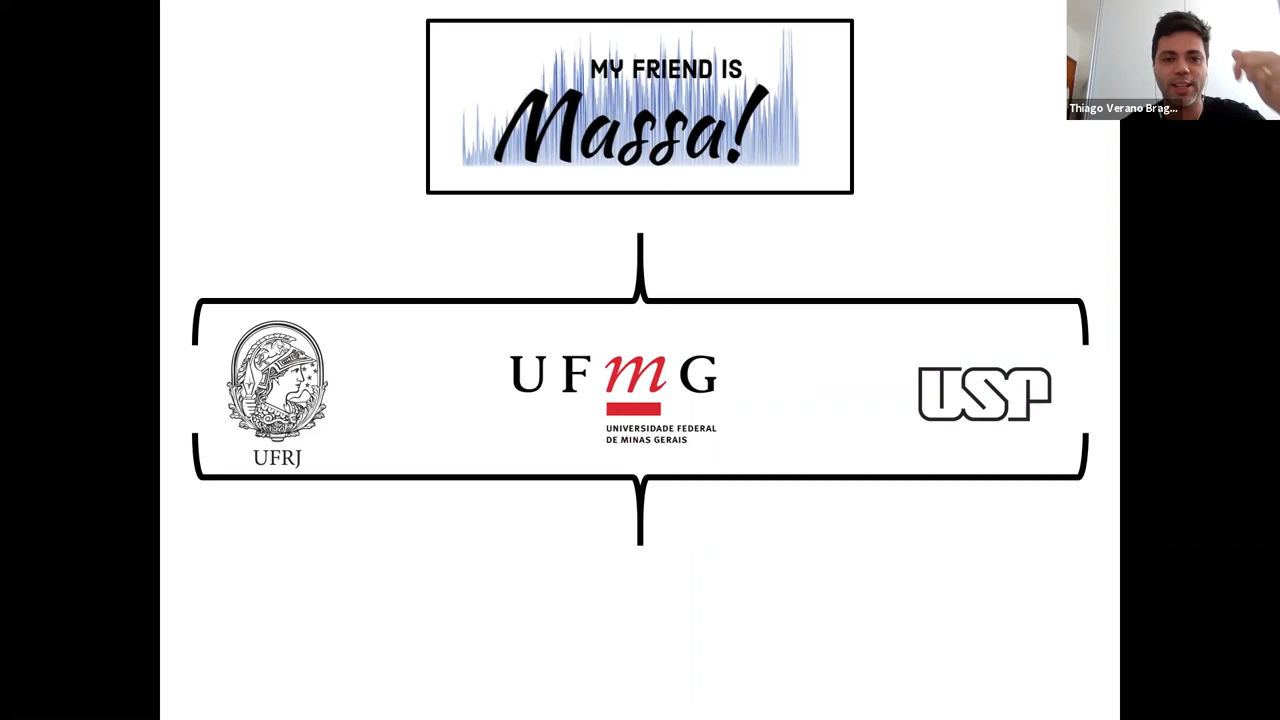 MY FRIEND IS
Massa!
Thiago Verano Brag...
UFRJ
UFmG
UNIVERSIDADE FEDERAL
DE MINAS GERAIS
USP